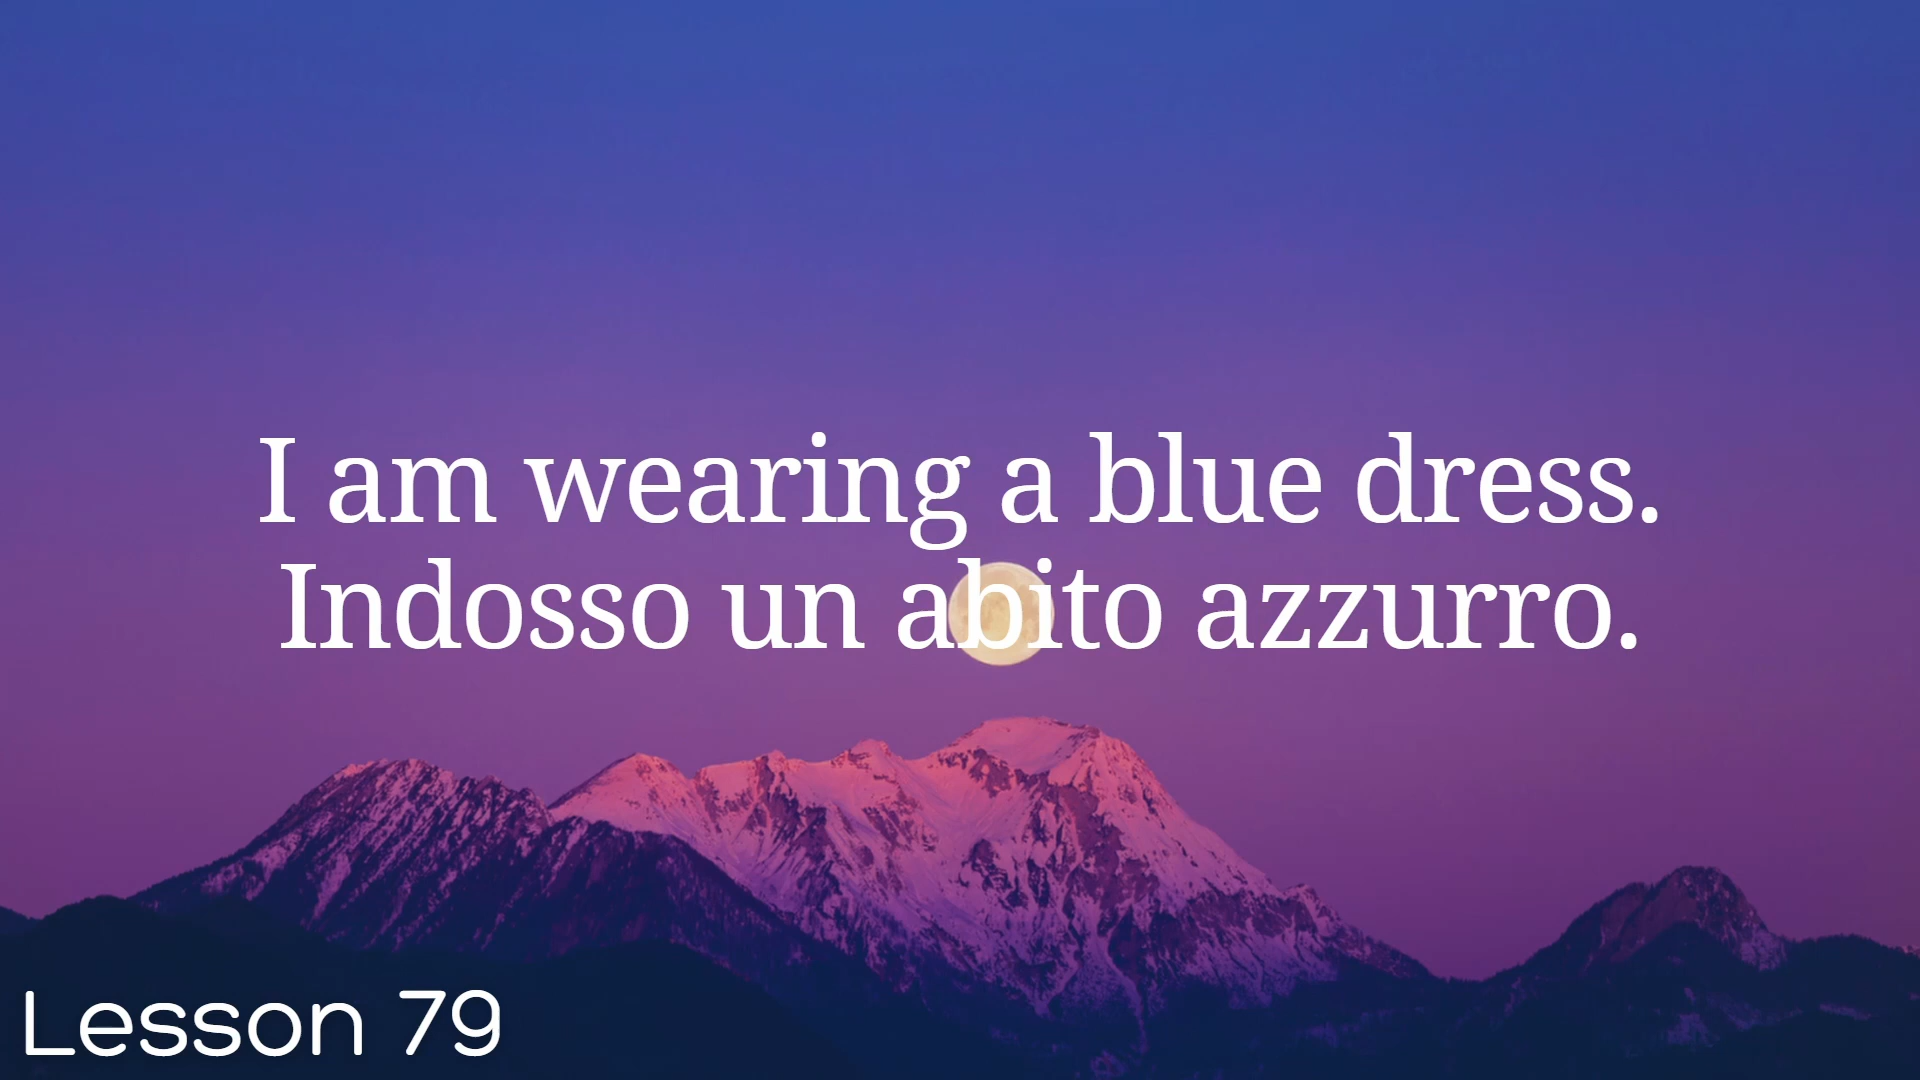 I am wearing a blue dress.
Indosso un abito azzurro.
Lesson 79